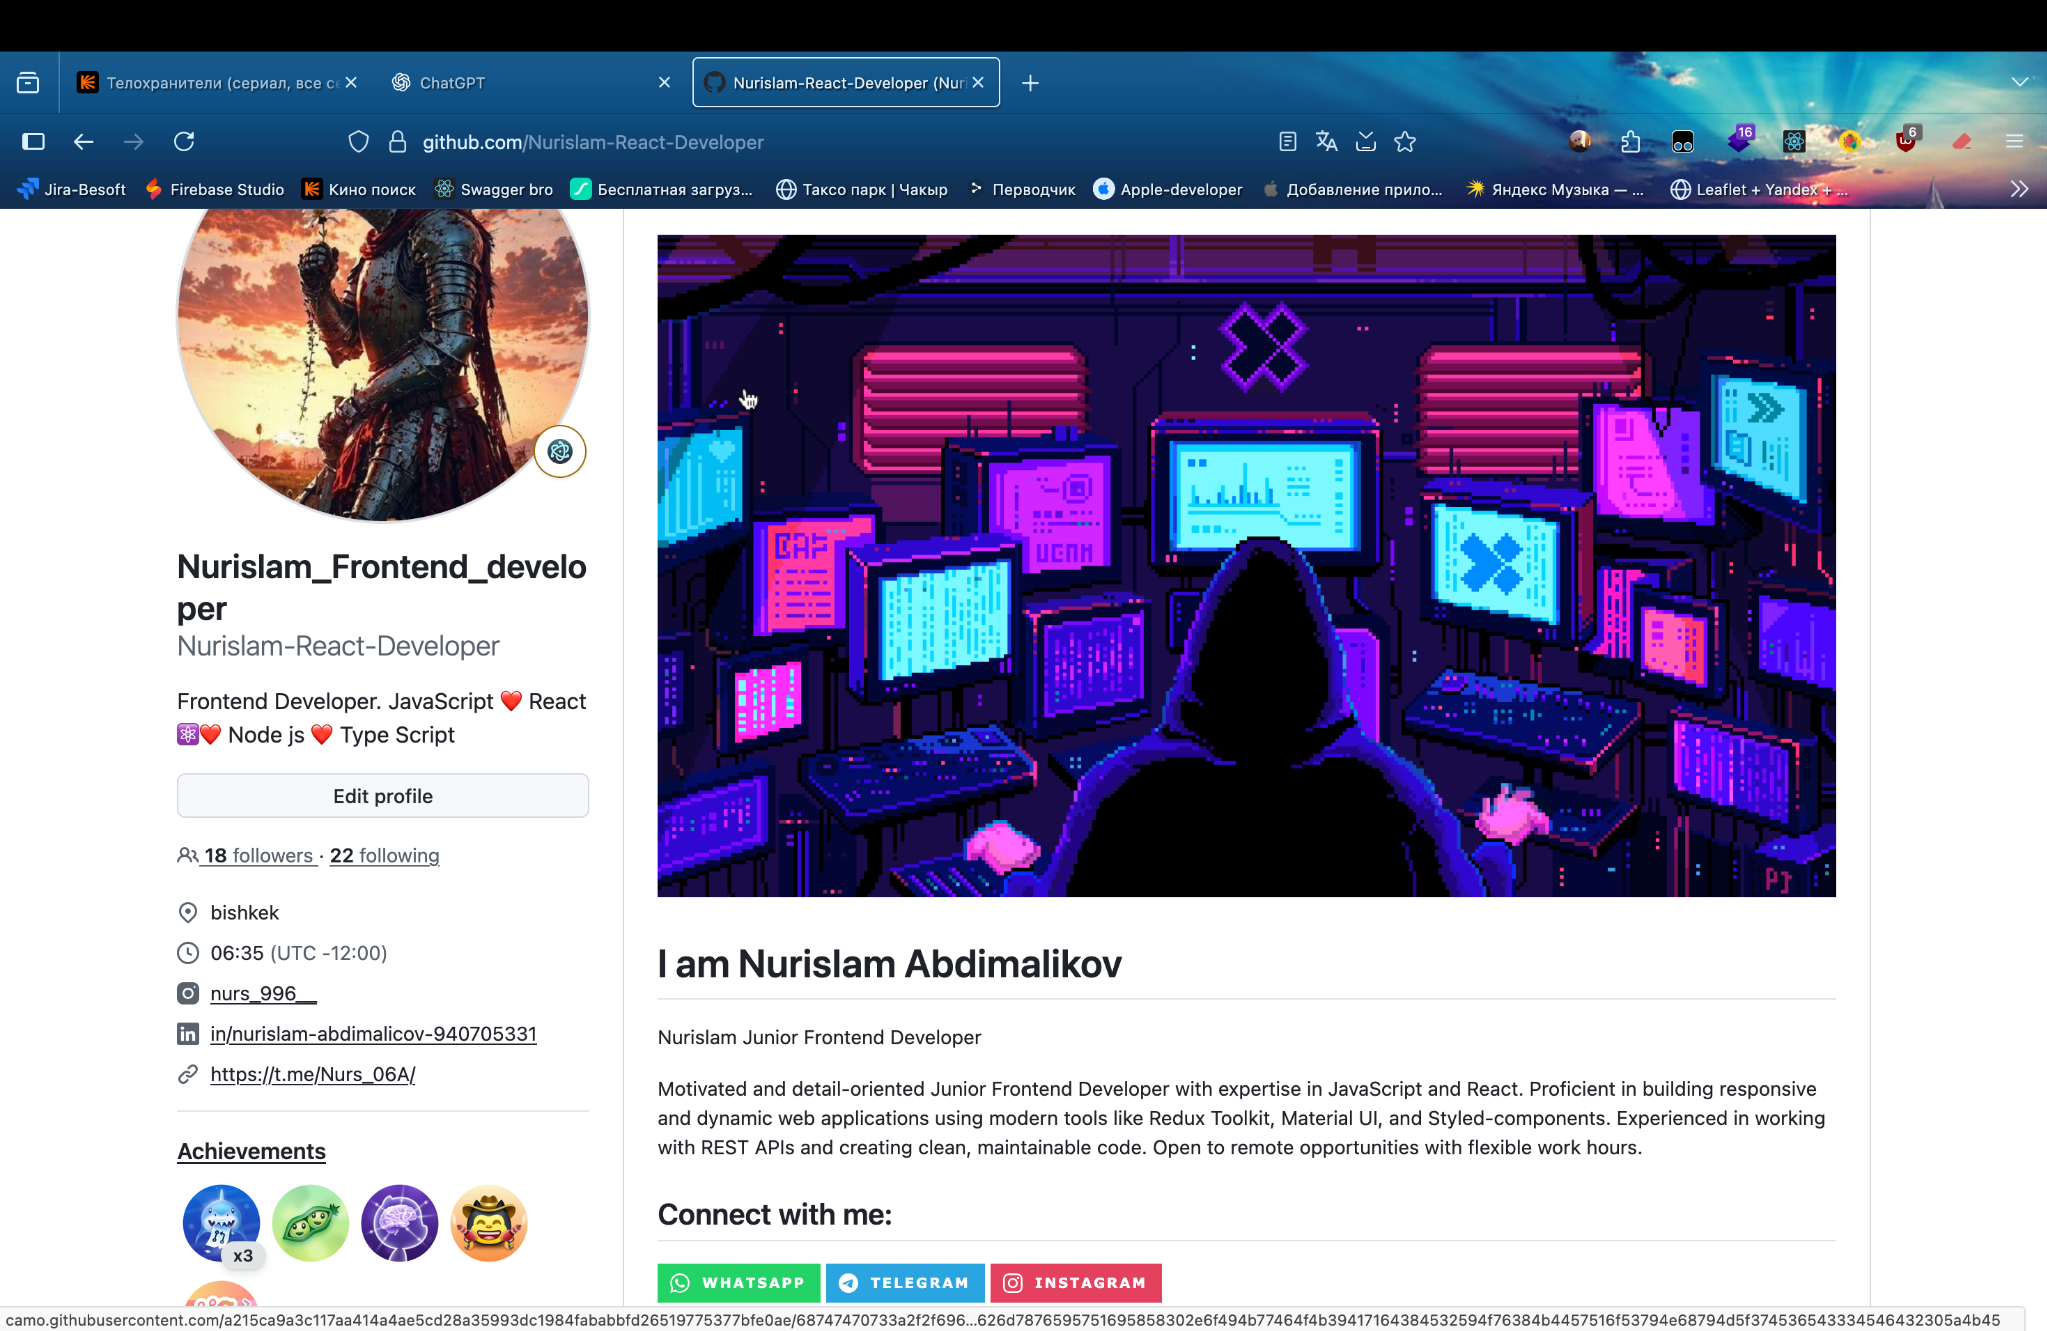 Телохранители (сериал, все се
ChatGPT
Nurislam-React-Developer (Nuri
github.com/Nurislam-React-Developer
16
6
Jira-Besoft
Firebase Studio
Кино поиск
Swagger bro
Бесплатная загруз...
Таксо парк | Чакыр
Перводчик
Apple-developer
Добавление прило...
Яндекс Музыка — ...
Leaflet + Yandex + ...
Nurislam_Frontend_develo
per
Nurislam-React-Developer
Frontend Developer. JavaScript ❤️ React
⚛️❤️ Node js ❤️ Type Script
Edit profile
18 followers · 22 following
bishkek
06:35 (UTC -12:00)
nurs_996__
in/nurislam-abdimalicov-940705331
https://t.me/Nurs_06A/
Achievements
x3
I am Nurislam Abdimalikov
Nurislam Junior Frontend Developer
Motivated and detail-oriented Junior Frontend Developer with expertise in JavaScript and React. Proficient in building responsive
and dynamic web applications using modern tools like Redux Toolkit, Material UI, and Styled-components. Experienced in working
with REST APIs and creating clean, maintainable code. Open to remote opportunities with flexible work hours.
Connect with me:
WHATSAPP
TELEGRAM
INSTAGRAM
camo.githubusercontent.com/a215ca9a3c117aa414a4ae5cd28a35993dc1984fababbfd26519775377bfe0ae/68747470733a2f2f696...626d7876595751695858302e6f494b77464f4b39417164384532594f76384b4457516f53794e68794d5f374536543334546432305a4b45